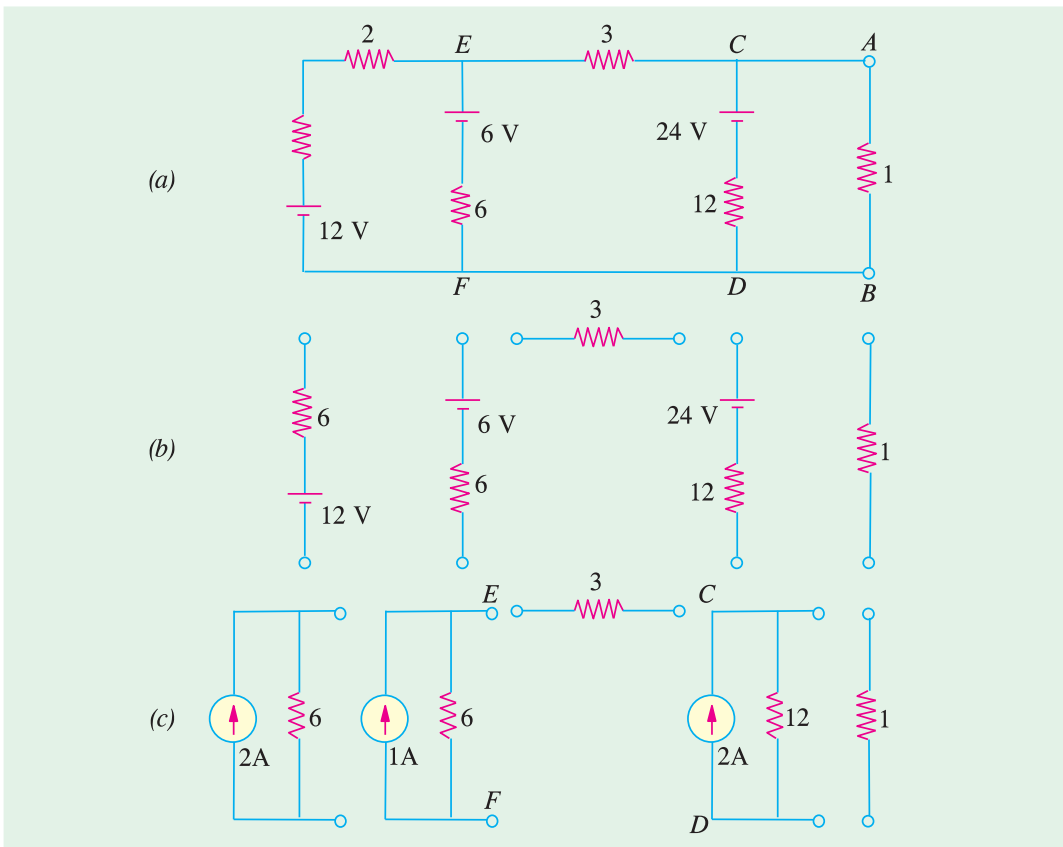 2 E 3 C A
6 V 24 V
(a) 1
6 12
12 V
F D B
3
6 V 24 V
6
(b) 1
6 12
12 V
E 3 C
(c) 6 6 12 1
2A 1A 2A
F D